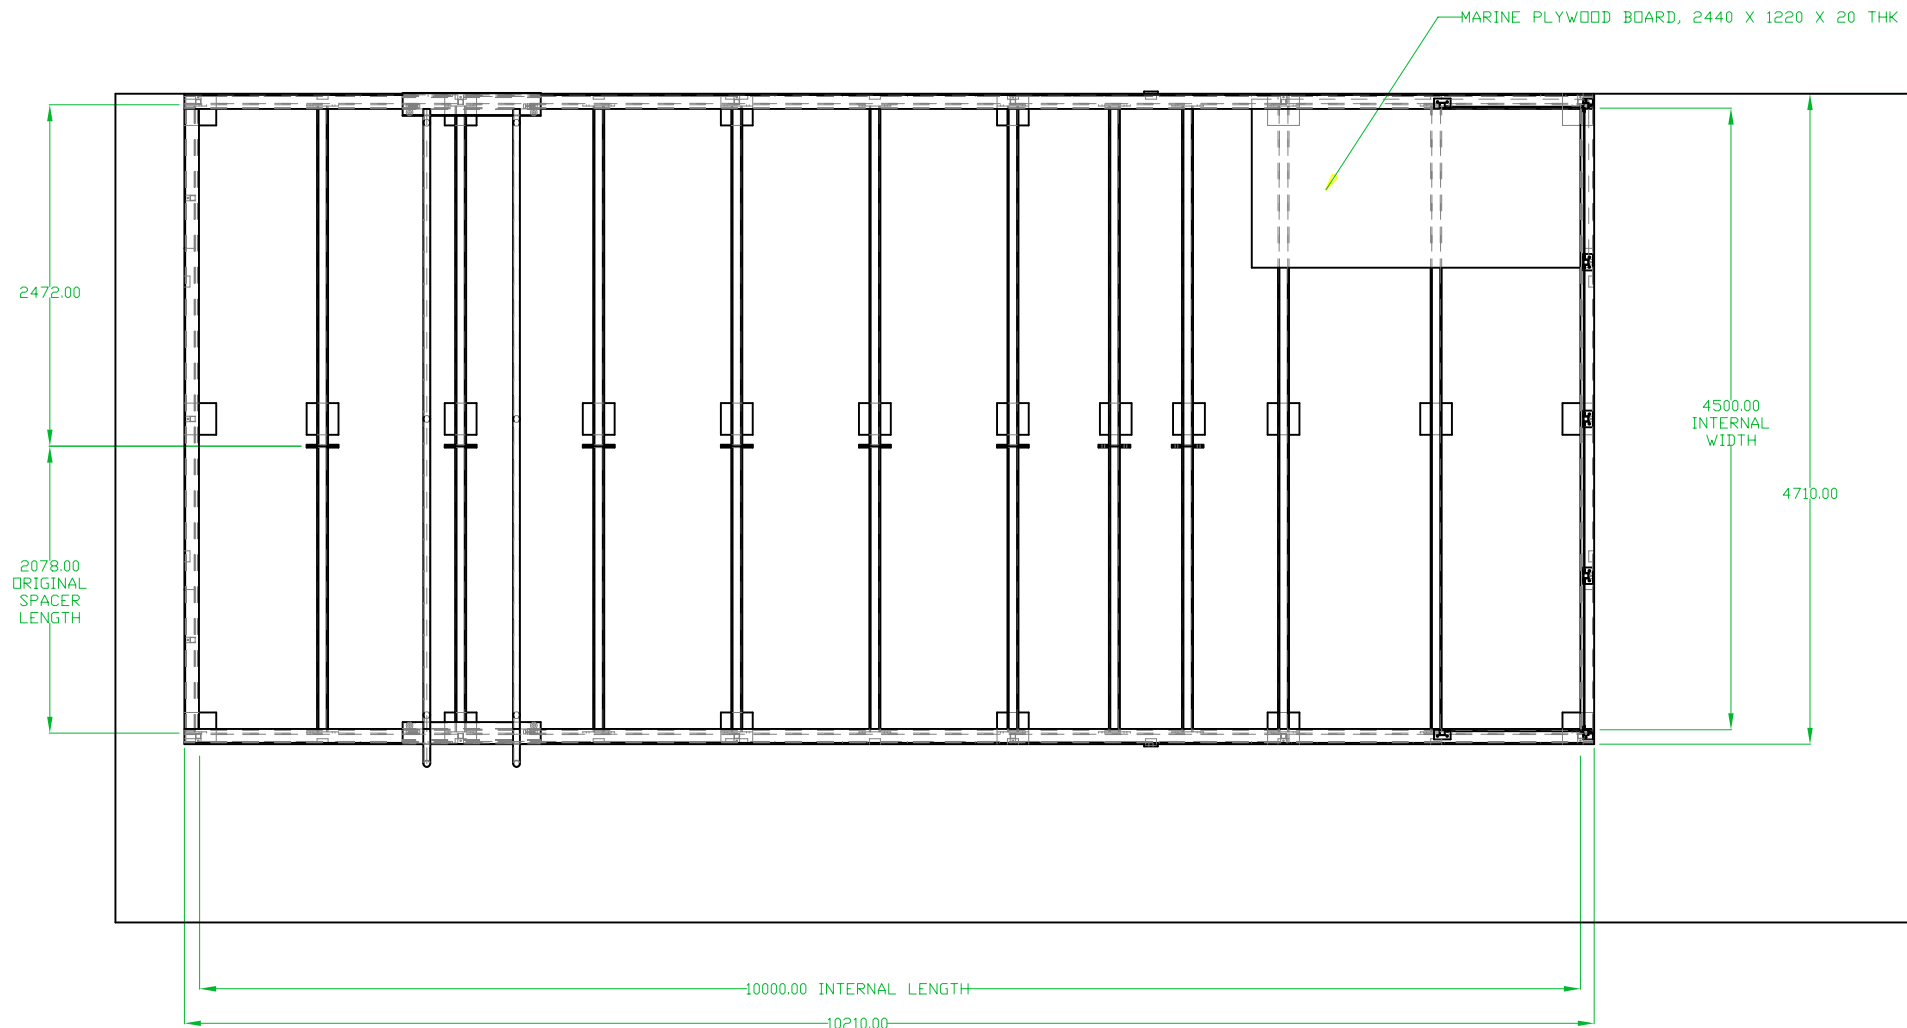 MARINE PLYWOOD BOARD, 2440 X 1220 X 20 THK
2472.00
2078.00
ORIGINAL
SPACER
LENGTH
4500.00
INTERNAL
WIDTH
4710.00
10000.00 INTERNAL LENGTH
10210.00